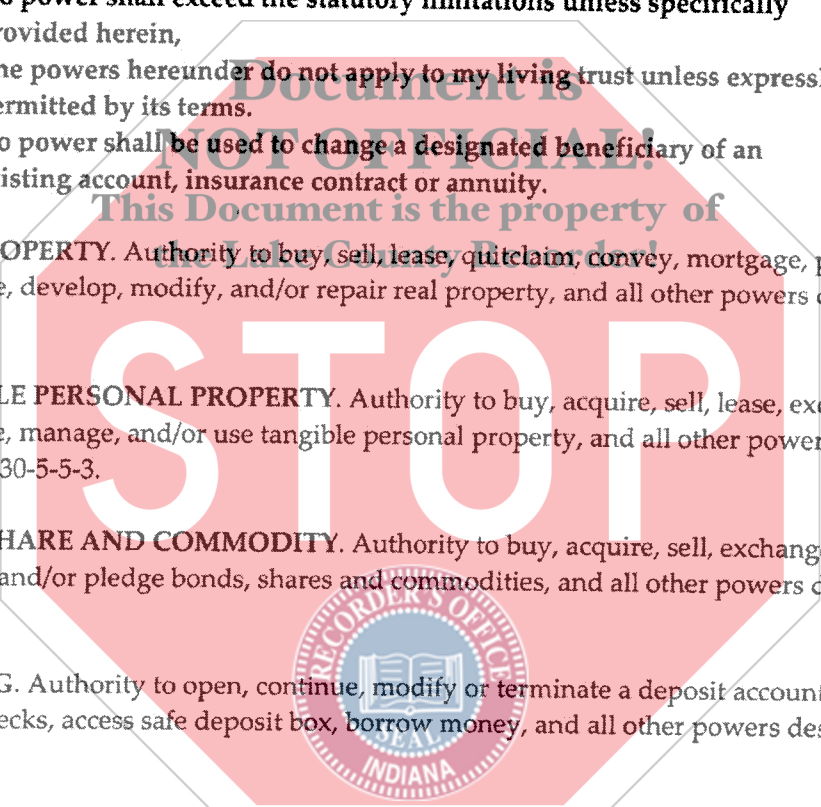 o power shall exceed the statutory limitations unless specifically
rovided herein,
he powers hereunder do not apply to my living trust unless express
ermitted by its terms.
o power shall be used to change a designated beneficiary of an
isting account, insurance contract or annuity.
Document is
NOT OFFICIAL!
This Document is the property of
the Lake County Recorder!
OPERTY. Authority to buy, sell, lease, quitclaim, convey, mortgage, p
e, develop, modify, and/or repair real property, and all other powers
STOP
LE PERSONAL PROPERTY. Authority to buy, acquire, sell, lease, exc
e, manage, and/or use tangible personal property, and all other power
30-5-5-3.
HARE AND COMMODITY. Authority to buy, acquire, sell, exchang
and/or pledge bonds, shares and commodities, and all other powers d
RECORDER'S OFFICE
G. Authority to open, continue, modify or terminate a deposit account
ecks, access safe deposit box, borrow money, and all other powers des
SEAL
INDIANA